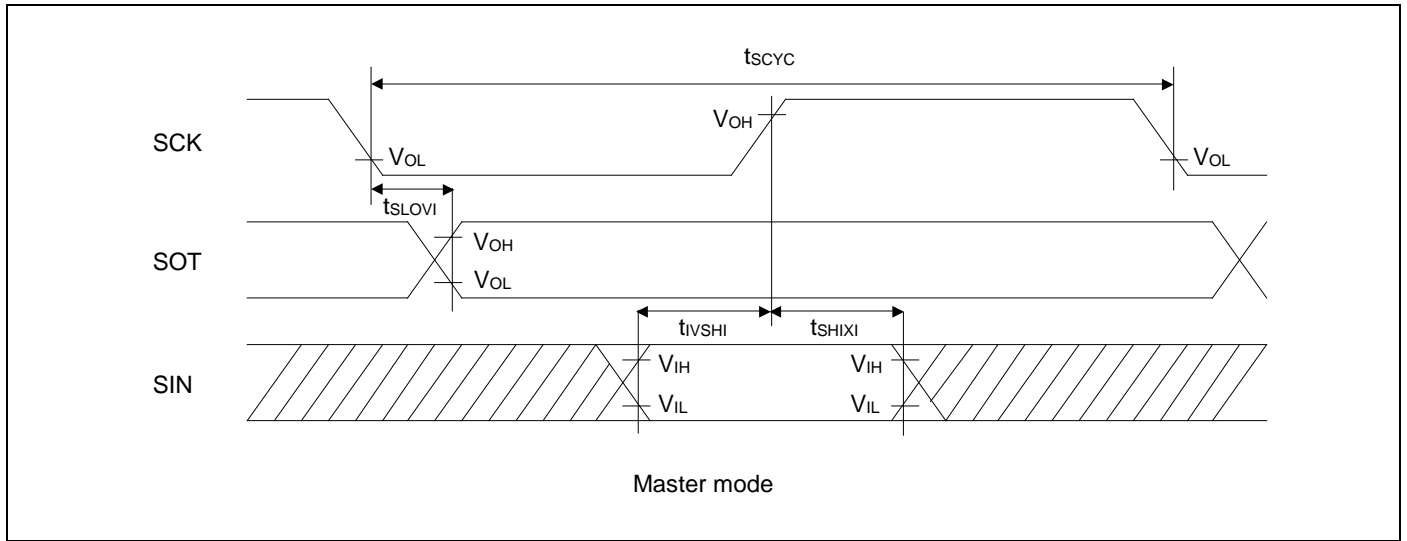 tSCYC
SCK
VOH
VOL
VOL
tSLOVI
SOT
VOH
VOL
tIVSHI
tSHIXI
SIN
VIH
VIH
VIL
VIL
Master mode